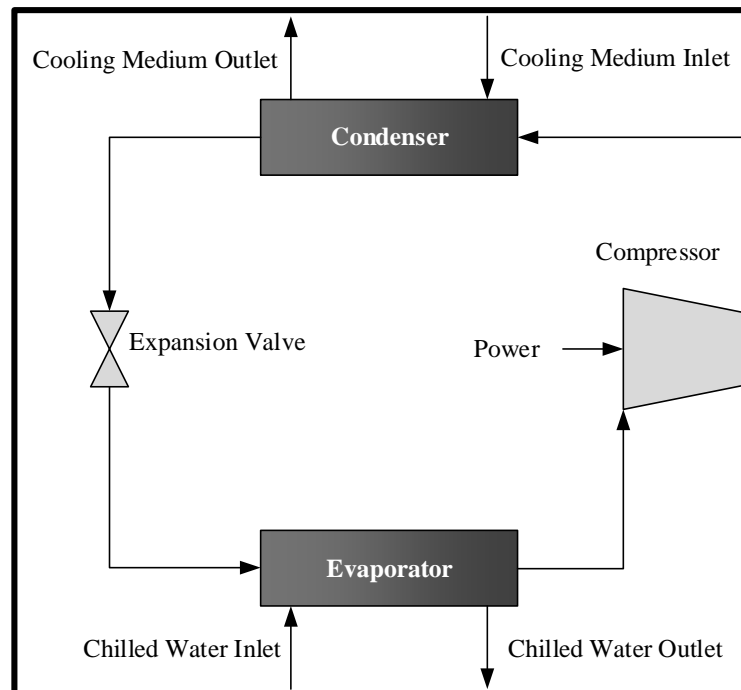 Cooling Medium Outlet
Cooling Medium Inlet
Condenser
Compressor
Expansion Valve
Power
Evaporator
Chilled Water Inlet
Chilled Water Outlet